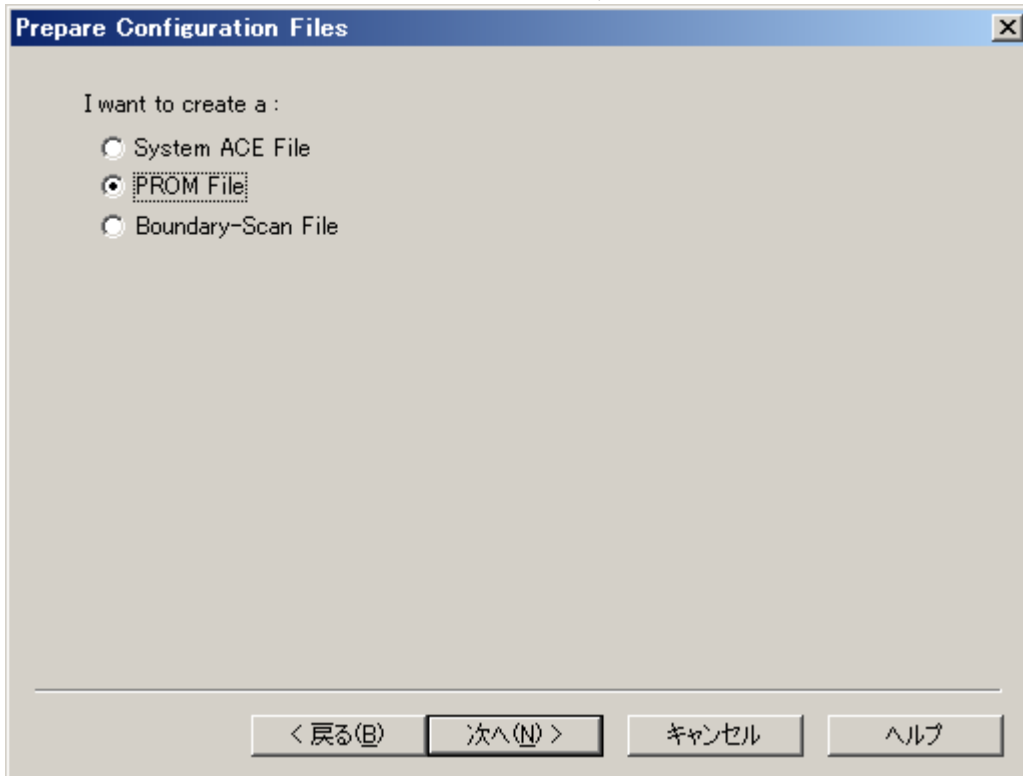 Prepare Configuration Files
I want to create a :
System ACE File
PROM File
Boundary-Scan File
< 戻る(B)
次へ(N) >
キャンセル
ヘルプ